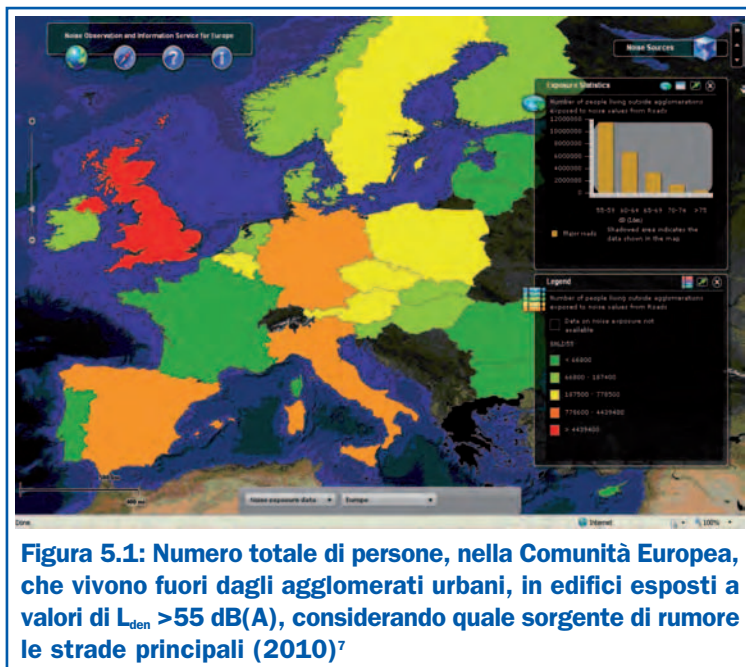 Noise Observation and Information Service for Europe
Noise Sources
Exposure Statistics
Number of people living outside agglomerations
exposed to noise values from Roads
12000000
10000000
8000000
6000000
4000000
2000000
0
55-59 60-64 65-69 70-74 >75
dB (Lden)
Major roads
Shadowed area indicates the
data shown in the map
Legend
Number of people living outside agglomerations
exposed to noise values from Roads
Data on noise exposure not
available
< 66800
66800 - 187400
187500 - 778500
778600 - 4439400
> 4439400
Noise exposure data
Europe
Done
Internet
100%
Figura 5.1: Numero totale di persone, nella Comunità Europea,
che vivono fuori dagli agglomerati urbani, in edifici esposti a
valori di Lden >55 dB(A), considerando quale sorgente di rumore
le strade principali (2010)⁷